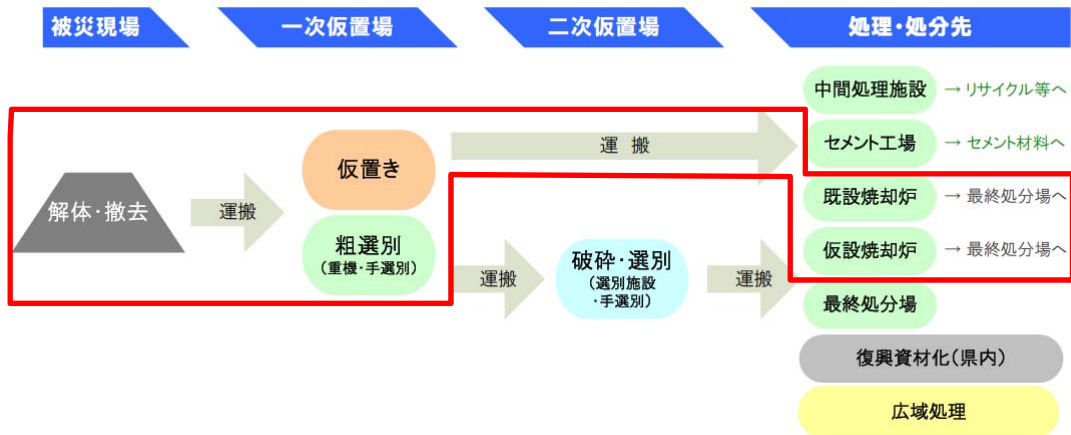 被災現場
一次仮置場
二次仮置場
処理・処分先
解体・撤去
運搬
仮置き
粗選別
(重機・手選別)
運 搬
運搬
破砕・選別
(選別施設
・手選別)
運搬
中間処理施設 → リサイクル等へ
セメント工場 → セメント材料へ
既設焼却炉 → 最終処分場へ
仮設焼却炉 → 最終処分場へ
最終処分場
復興資材化(県内)
広域処理